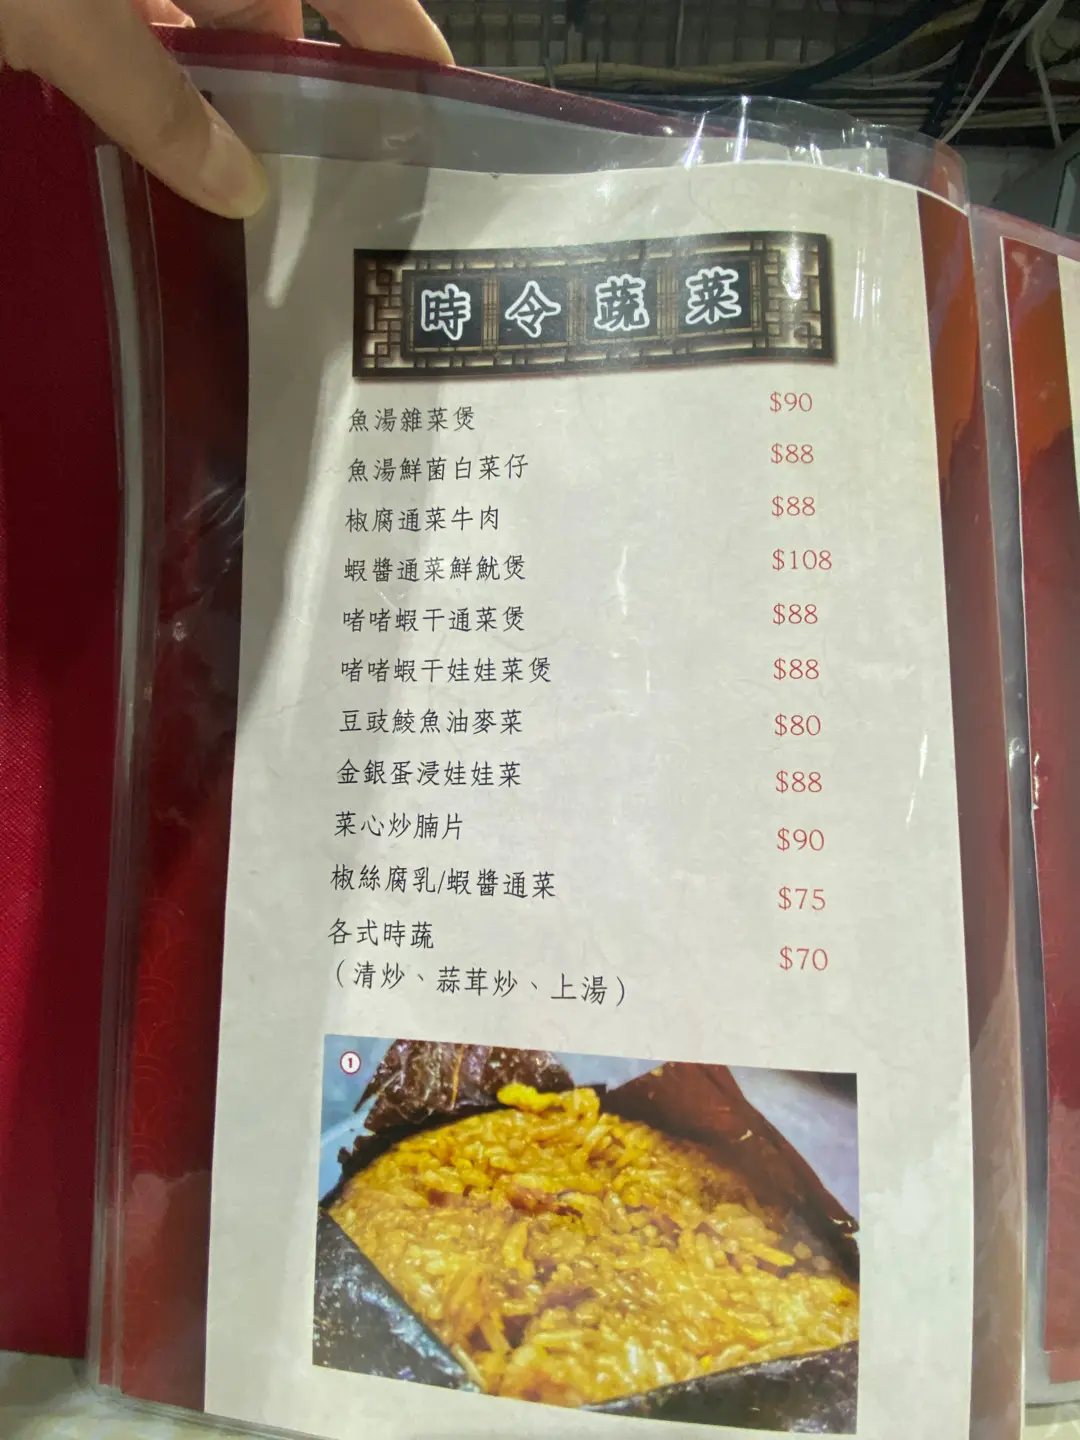 時令蔬菜
魚湯雜菜煲 $90
魚湯鮮菌白菜仔 $88
椒腐通菜牛肉 $88
蝦醬通菜鮮魷煲 $108
啫啫蝦干通菜煲 $88
啫啫蝦干娃娃菜煲 $88
豆豉鯪魚油麥菜 $80
金銀蛋浸娃娃菜 $88
菜心炒腩片 $90
椒絲腐乳/蝦醬通菜 $75
各式時蔬 $70
(清炒、蒜茸炒、上湯)
1